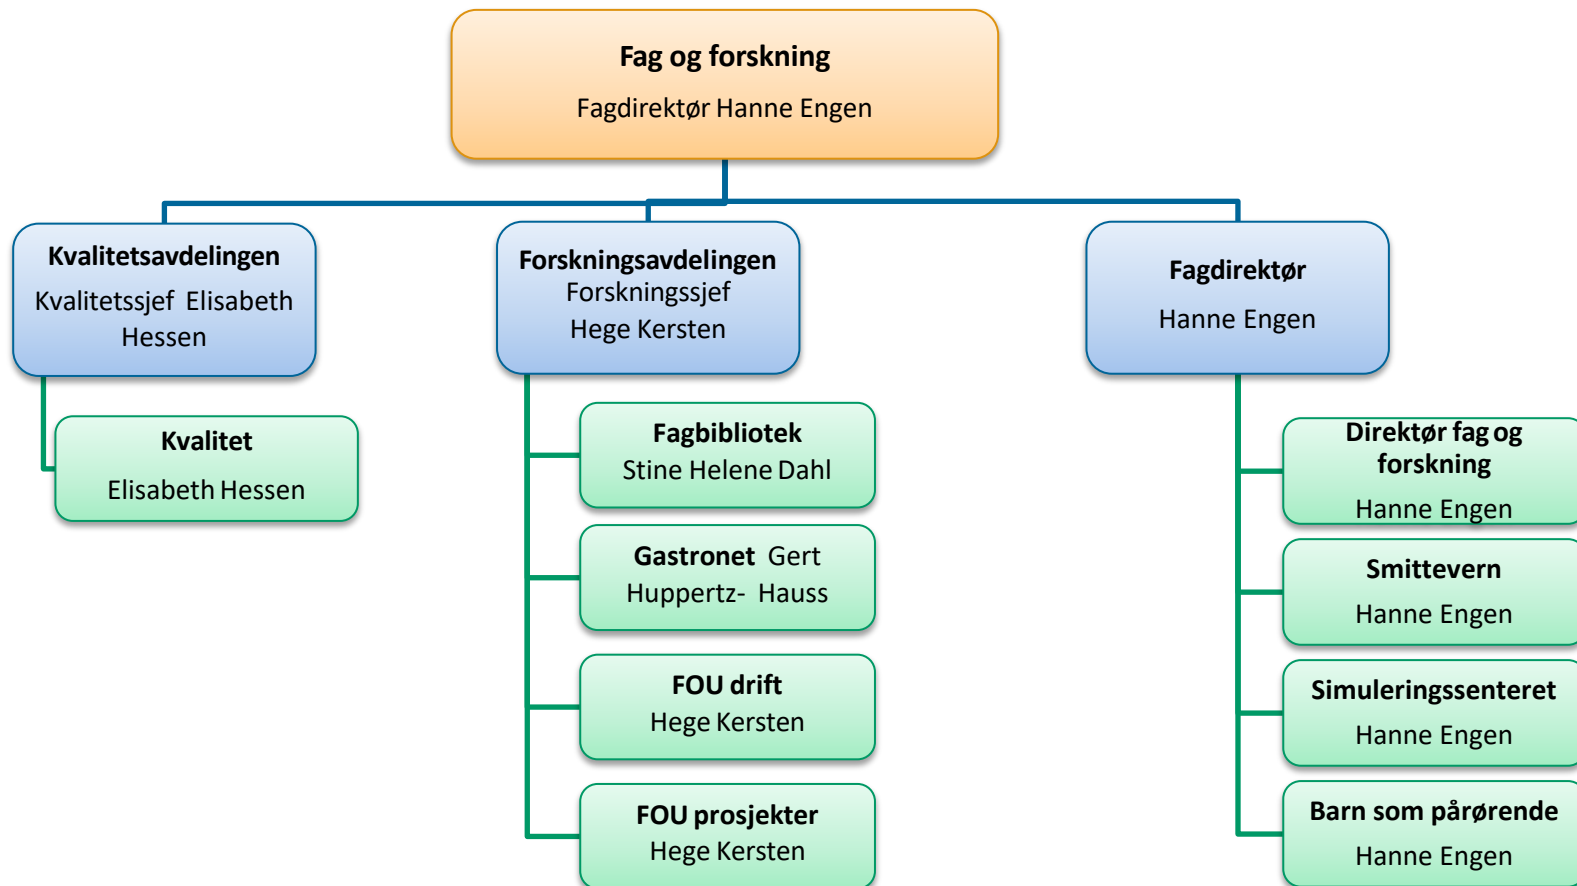 Fag og forskning
Fagdirektør Hanne Engen
Kvalitetsavdelingen
Kvalitetssjef Elisabeth
Hessen
Kvalitet
Elisabeth Hessen
Forskningsavdelingen
Forskningssjef
Hege Kersten
Fagbibliotek
Stine Helene Dahl
Gastronet Gert
Huppertz- Hauss
FOU drift
Hege Kersten
FOU prosjekter
Hege Kersten
Fagdirektør
Hanne Engen
Direktør fag og
forskning
Hanne Engen
Smittevern
Hanne Engen
Simuleringssenteret
Hanne Engen
Barn som pårørende
Hanne Engen